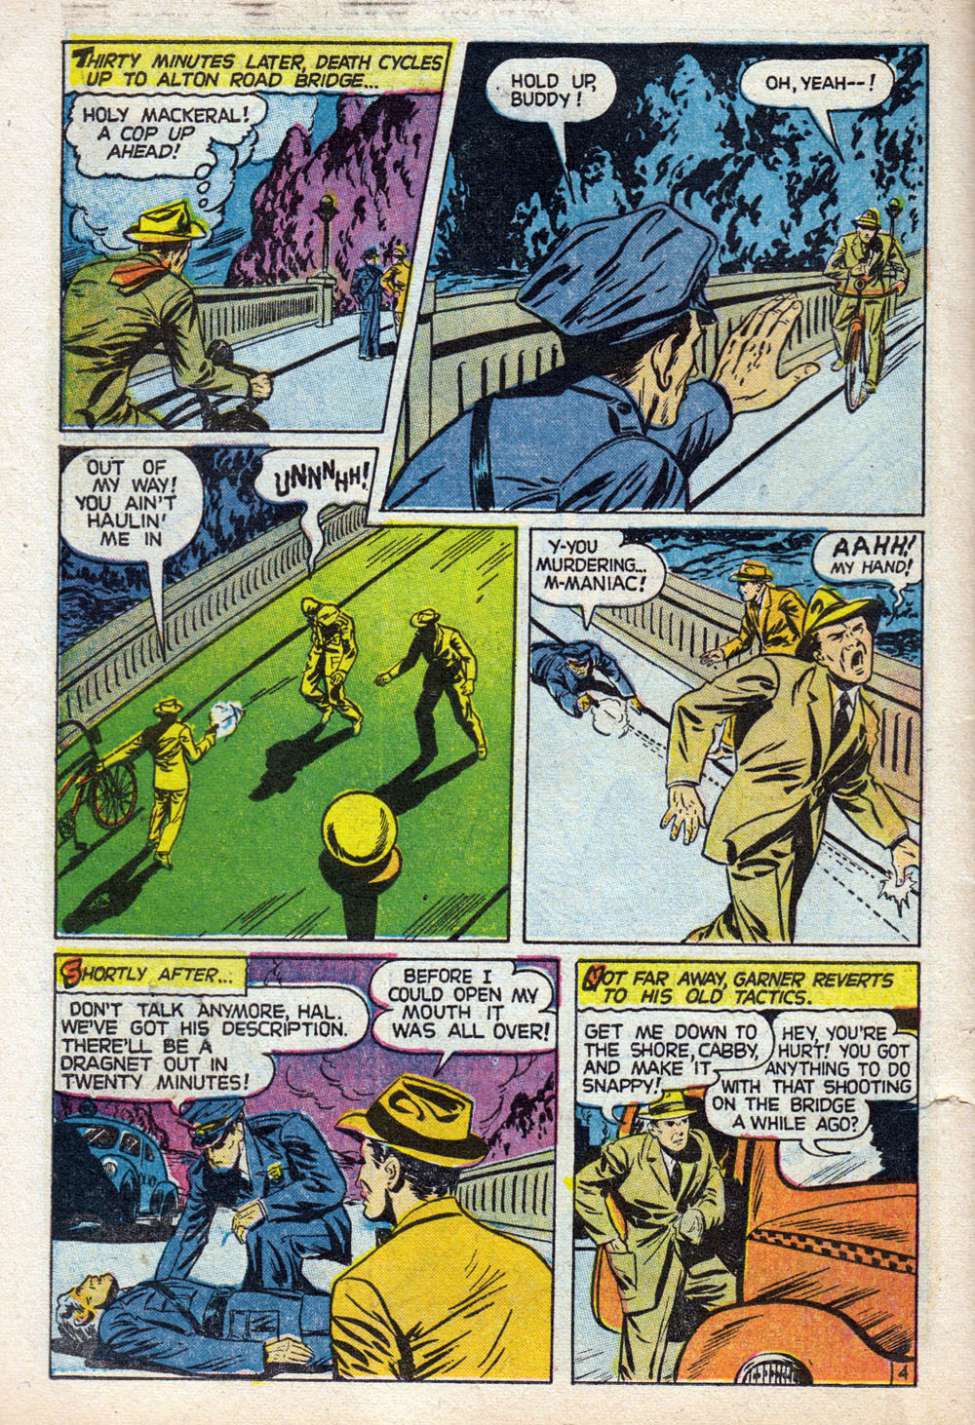 THIRTY MINUTES LATER, DEATH CYCLES
UP TO ALTON ROAD BRIDGE...
HOLY MACKERAL!
A COP UP
AHEAD!
HOLD UP,
BUDDY!
OH, YEAH--!
OUT OF
MY WAY!
YOU AIN'T
HAULIN'
ME IN
UNNNHH!
Y-YOU
MURDERING...
M-MANIAC!
AAHH!
MY HAND!
SHORTLY AFTER...
DON'T TALK ANYMORE, HAL.
WE'VE GOT HIS DESCRIPTION.
THERE'LL BE A
DRAGNET OUT IN
TWENTY MINUTES!
BEFORE I
COULD OPEN MY
MOUTH IT
WAS ALL OVER!
NOT FAR AWAY, GARNER REVERTS
TO HIS OLD TACTICS.
GET ME DOWN TO
THE SHORE, CABBY,
AND MAKE IT
SNAPPY!
HEY, YOU'RE
HURT! YOU GOT
ANYTHING TO DO
WITH THAT SHOOTING
ON THE BRIDGE
A WHILE AGO?
4